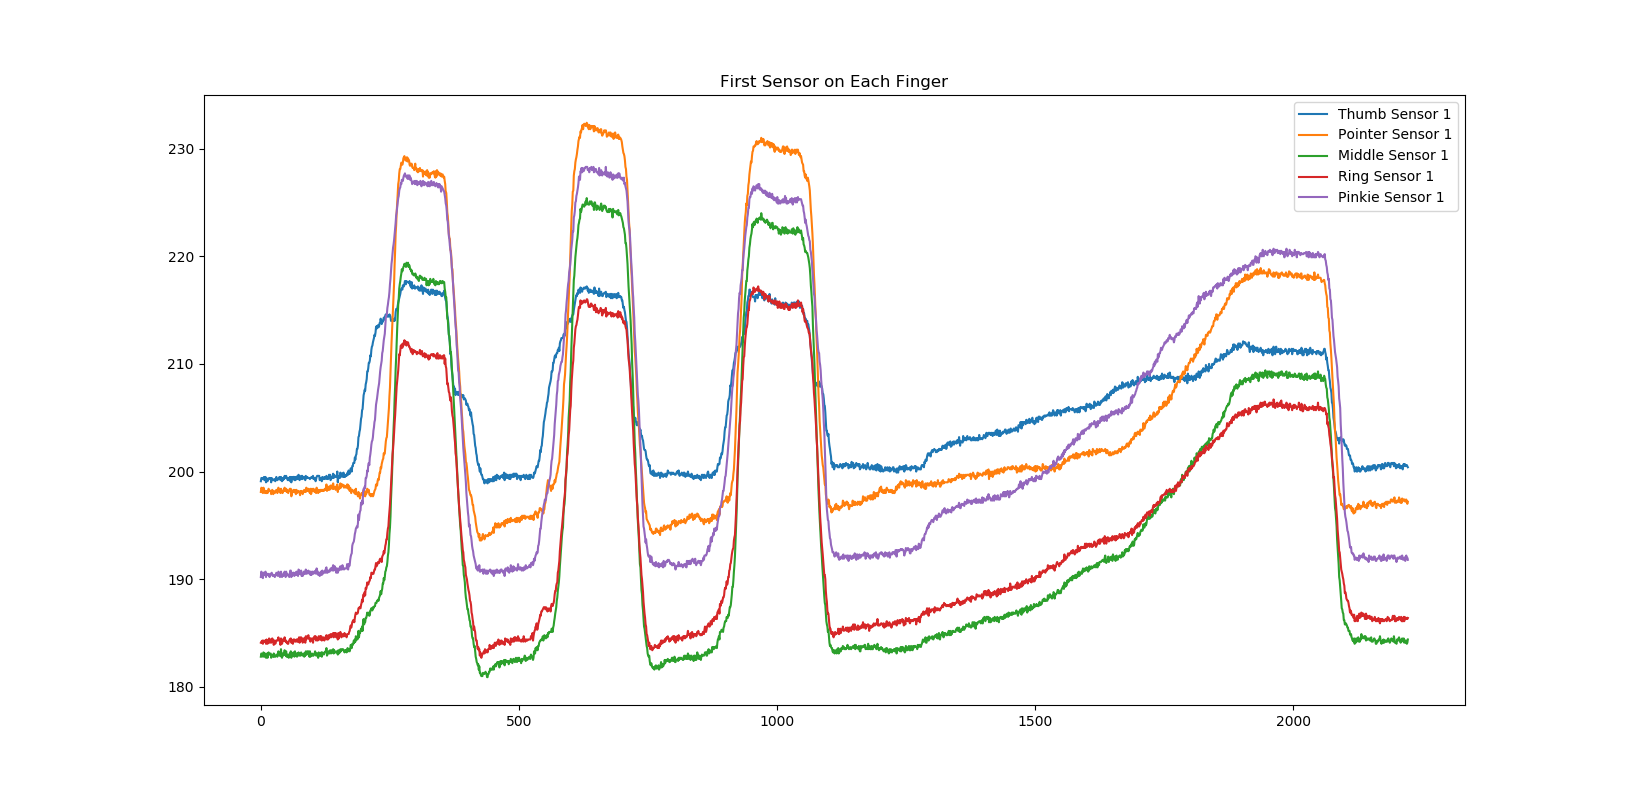 First Sensor on Each Finger
Thumb Sensor 1
Pointer Sensor 1
Middle Sensor 1
Ring Sensor 1
Pinkie Sensor 1
230
220
210
200
190
180
0 500 1000 1500 2000